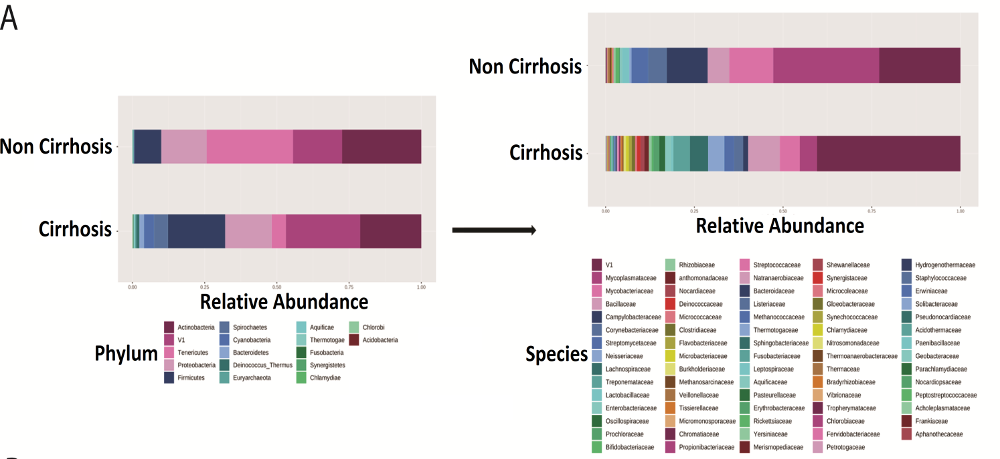 A
Non Cirrhosis
Cirrhosis
0.00 0.25 0.50 0.75 1.00
Relative Abundance
Phylum
Actinobacteria
V1
Tenericutes
Proteobacteria
Firmicutes
Spirochaetes
Cyanobacteria
Bacteroidetes
Deinococcus_Thermus
Euryarchaeota
Aquificae
Thermotogae
Fusobacteria
Synergistetes
Chlamydiae
Chlorobi
Acidobacteria
Non Cirrhosis
Cirrhosis
0.00 0.25 0.50 0.75 1.00
Relative Abundance
Species
V1
Mycoplasmataceae
Mycobacteriaceae
Bacillaceae
Campylobacteraceae
Corynebacteriaceae
Streptomycetaceae
Neisseriaceae
Lachnospiraceae
Treponemataceae
Lactobacillaceae
Enterobacteriaceae
Oscillospiraceae
Prochloraceae
Bifidobacteriaceae
Rhizobiaceae
anthomonadaceae
Nocardiaceae
Deinococcaceae
Micrococcaceae
Clostridiaceae
Flavobacteriaceae
Microbacteriaceae
Burkholderiaceae
Methanosarcinaceae
Veillonellaceae
Tissierellaceae
Micromonosporaceae
Chromatiaceae
Propionibacteriaceae
Streptococcaceae
Natranaerobiaceae
Bacteroidaceae
Listeriaceae
Methanococcaceae
Thermotogaceae
Sphingobacteriaceae
Fusobacteriaceae
Leptospiraceae
Aquificaceae
Pasteurellaceae
Erythrobacteraceae
Rickettsiaceae
Yersiniaceae
Merismopediaceae
Shewanellaceae
Synergistaceae
Microcoleaceae
Gloeobacteraceae
Synechococcaceae
Chlamydiaceae
Nitrosomonadaceae
Thermoanaerobacteraceae
Thermaceae
Bradyrhizobiaceae
Vibrionaceae
Tropherymataceae
Chlorobiaceae
Fervidobacteriaceae
Petrotogaceae
Hydrogenothermaceae
Staphylococcaceae
Erwiniaceae
Solibacteraceae
Pseudonocardiaceae
Acidothermaceae
Paenibacillaceae
Geobacteraceae
Parachlamydiaceae
Nocardiopsaceae
Peptostreptococcaceae
Acholeplasmataceae
Frankiaceae
Aphanothecaceae